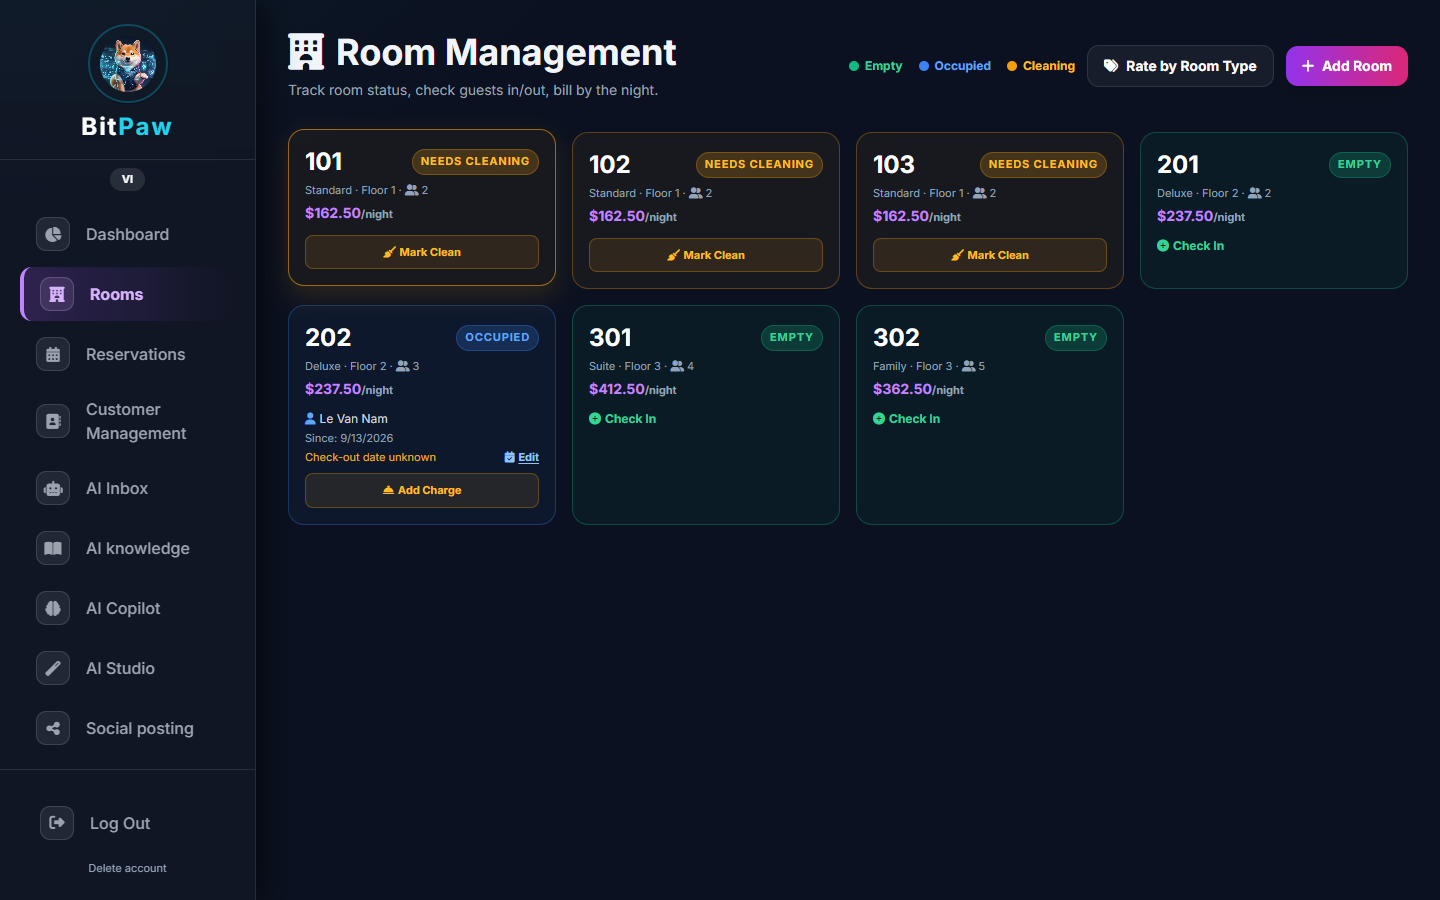 BitPaw
VI
Dashboard
Rooms
Reservations
Customer
Management
AI Inbox
AI knowledge
AI Copilot
AI Studio
Social posting
Log Out
Delete account
Room Management
Track room status, check guests in/out, bill by the night.
Empty
Occupied
Cleaning
Rate by Room Type
Add Room
101
NEEDS CLEANING
Standard · Floor 1 · 2
$162.50/night
Mark Clean
102
NEEDS CLEANING
Standard · Floor 1 · 2
$162.50/night
Mark Clean
103
NEEDS CLEANING
Standard · Floor 1 · 2
$162.50/night
Mark Clean
201
EMPTY
Deluxe · Floor 2 · 2
$237.50/night
Check In
202
OCCUPIED
Deluxe · Floor 2 · 3
$237.50/night
Le Van Nam
Since: 9/13/2026
Check-out date unknown
Edit
Add Charge
301
EMPTY
Suite · Floor 3 · 4
$412.50/night
Check In
302
EMPTY
Family · Floor 3 · 5
$362.50/night
Check In